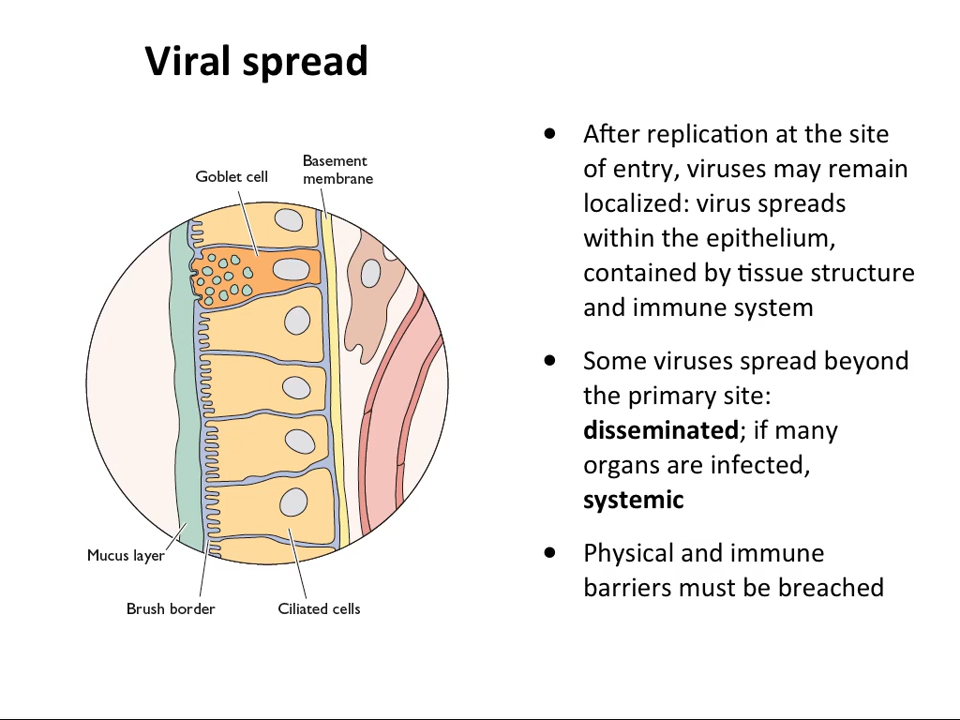 Viral spread
Basement
membrane
Goblet cell
Mucus layer
Brush border
Ciliated cells
• After replication at the site
of entry, viruses may remain
localized: virus spreads
within the epithelium,
contained by tissue structure
and immune system
• Some viruses spread beyond
the primary site:
disseminated; if many
organs are infected,
systemic
• Physical and immune
barriers must be breached